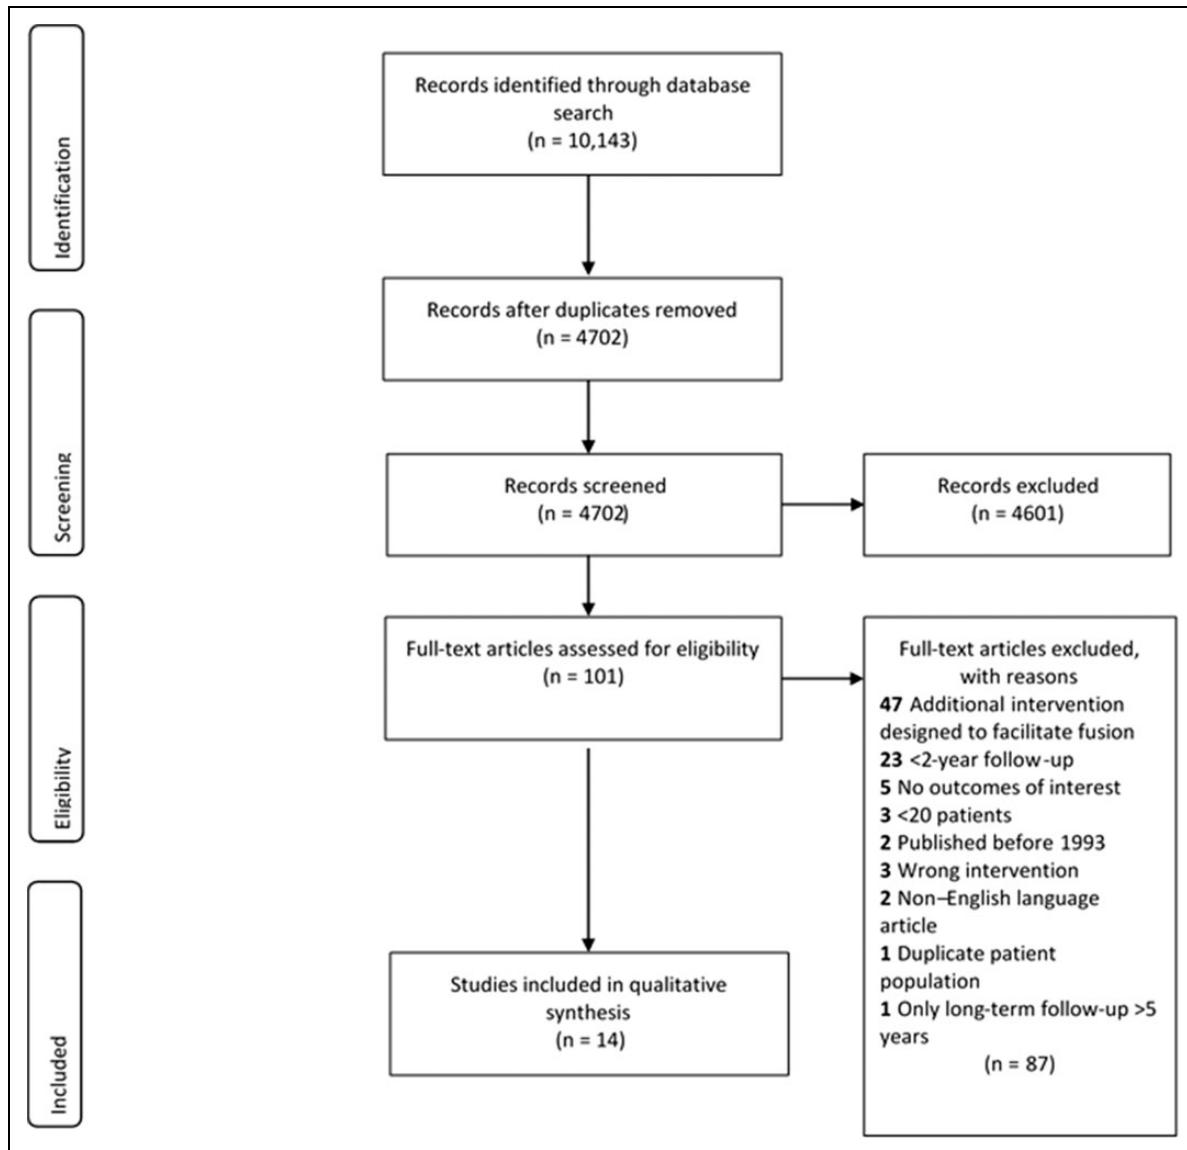 Identification
Records identified through database
search
(n = 10,143)
Records after duplicates removed
(n = 4702)
Screening
Records screened
(n = 4702)
Records excluded
(n = 4601)
Eligibility
Full-text articles assessed for eligibility
(n = 101)
Full-text articles excluded,
with reasons
47 Additional intervention
designed to facilitate fusion
23 <2-year follow-up
5 No outcomes of interest
3 <20 patients
2 Published before 1993
3 Wrong intervention
2 Non–English language
article
1 Duplicate patient
population
1 Only long-term follow-up >5
years
(n = 87)
Included
Studies included in qualitative
synthesis
(n = 14)